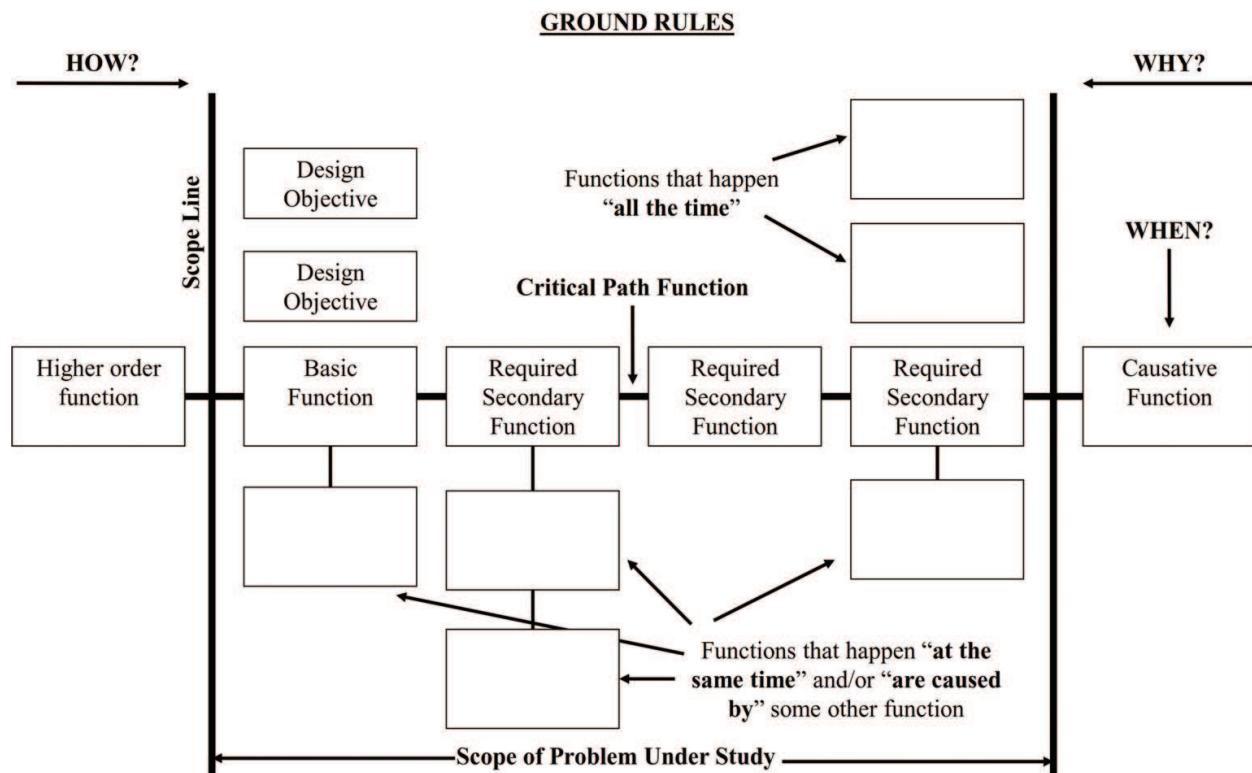 GROUND RULES
HOW?
WHY?
Scope Line
Design
Objective
Functions that happen
“all the time”
WHEN?
Design
Objective
Critical Path Function
Higher order
function
Basic
Function
Required
Secondary
Function
Required
Secondary
Function
Required
Secondary
Function
Causative
Function
Functions that happen “at the
same time” and/or “are caused
by” some other function
Scope of Problem Under Study